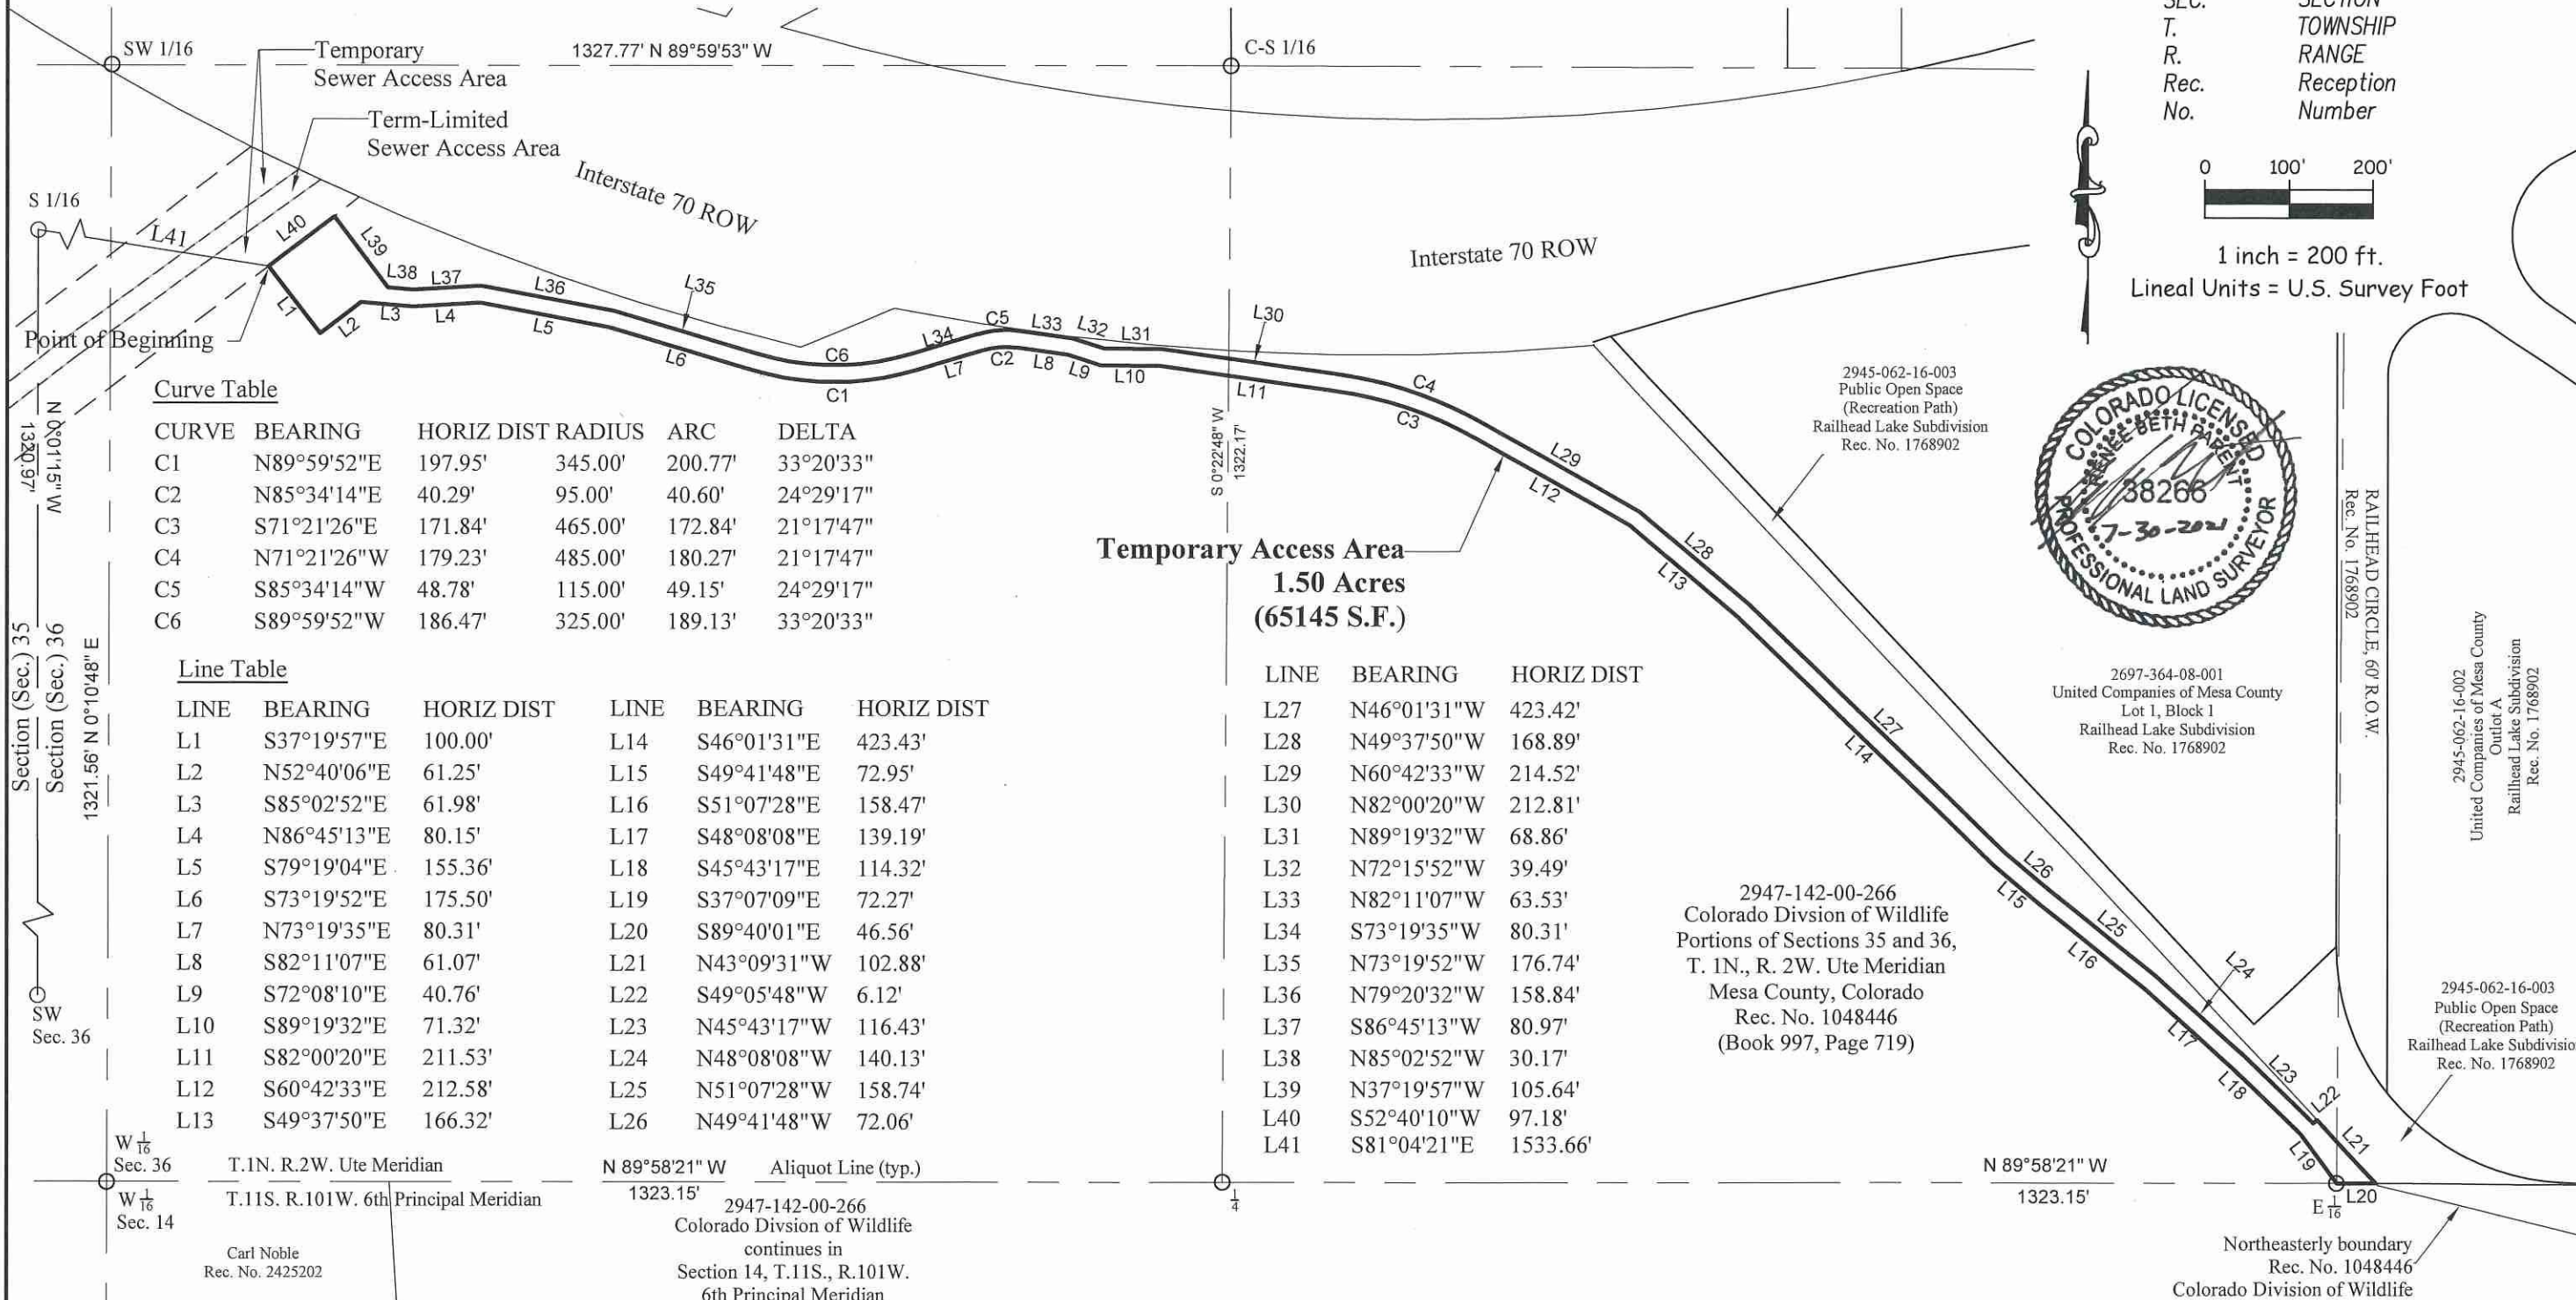 SEC. SECTION
T. TOWNSHIP
R. RANGE
Rec. Reception
No. Number
0 100' 200'
1 inch = 200 ft.
Lineal Units = U.S. Survey Foot
SW 1/16
Temporary
Sewer Access Area
1327.77' N 89°59'53" W
C-S 1/16
Term-Limited
Sewer Access Area
Interstate 70 ROW
Interstate 70 ROW
S 1/16
L41
L40
L39
L38
L37
L36
L35
L1
L2
L3
L4
L5
L6
C6
C1
L34
L7
C5
C2
L33
L8
L32
L9
L31
L10
L30
L11
C4
C3
L29
L12
L28
L13
L27
L14
L26
L15
L25
L16
L24
L17
L23
L18
L22
L21
L19
L20
Point of Beginning
N 0°01'15" W
1320.97'
Section (Sec.) 35
Section (Sec.) 36
1321.56' N 0°10'48" E
S 0°22'48" W
1322.17'
Curve Table
CURVE BEARING HORIZ DIST RADIUS ARC DELTA
C1 N89°59'52"E 197.95' 345.00' 200.77' 33°20'33"
C2 N85°34'14"E 40.29' 95.00' 40.60' 24°29'17"
C3 S71°21'26"E 171.84' 465.00' 172.84' 21°17'47"
C4 N71°21'26"W 179.23' 485.00' 180.27' 21°17'47"
C5 S85°34'14"W 48.78' 115.00' 49.15' 24°29'17"
C6 S89°59'52"W 186.47' 325.00' 189.13' 33°20'33"
Temporary Access Area
1.50 Acres
(65145 S.F.)
Line Table
LINE BEARING HORIZ DIST
L1 S37°19'57"E 100.00'
L2 N52°40'06"E 61.25'
L3 S85°02'52"E 61.98'
L4 N86°45'13"E 80.15'
L5 S79°19'04"E 155.36'
L6 S73°19'52"E 175.50'
L7 N73°19'35"E 80.31'
L8 S82°11'07"E 61.07'
L9 S72°08'10"E 40.76'
L10 S89°19'32"E 71.32'
L11 S82°00'20"E 211.53'
L12 S60°42'33"E 212.58'
L13 S49°37'50"E 166.32'
LINE BEARING HORIZ DIST
L14 S46°01'31"E 423.43'
L15 S49°41'48"E 72.95'
L16 S51°07'28"E 158.47'
L17 S48°08'08"E 139.19'
L18 S45°43'17"E 114.32'
L19 S37°07'09"E 72.27'
L20 S89°40'01"E 46.56'
L21 N43°09'31"W 102.88'
L22 S49°05'48"W 6.12'
L23 N45°43'17"W 116.43'
L24 N48°08'08"W 140.13'
L25 N51°07'28"W 158.74'
L26 N49°41'48"W 72.06'
LINE BEARING HORIZ DIST
L27 N46°01'31"W 423.42'
L28 N49°37'50"W 168.89'
L29 N60°42'33"W 214.52'
L30 N82°00'20"W 212.81'
L31 N89°19'32"W 68.86'
L32 N72°15'52"W 39.49'
L33 N82°11'07"W 63.53'
L34 S73°19'35"W 80.31'
L35 N73°19'52"W 176.74'
L36 N79°20'32"W 158.84'
L37 S86°45'13"W 80.97'
L38 N85°02'52"W 30.17'
L39 N37°19'57"W 105.64'
L40 S52°40'10"W 97.18'
L41 S81°04'21"E 1533.66'
2945-062-16-003
Public Open Space
(Recreation Path)
Railhead Lake Subdivision
Rec. No. 1768902
COLORADO LICENSED
RENEE BETH PARENT
38266
7-30-2021
PROFESSIONAL LAND SURVEYOR
RAILHEAD CIRCLE, 60' R.O.W.
Rec. No. 1768902
2697-364-08-001
United Companies of Mesa County
Lot 1, Block 1
Railhead Lake Subdivision
Rec. No. 1768902
2945-062-16-002
United Companies of Mesa County
Outlot A
Railhead Lake Subdivision
Rec. No. 1768902
2947-142-00-266
Colorado Divsion of Wildlife
Portions of Sections 35 and 36,
T. 1N., R. 2W. Ute Meridian
Mesa County, Colorado
Rec. No. 1048446
(Book 997, Page 719)
2945-062-16-003
Public Open Space
(Recreation Path)
Railhead Lake Subdivisio
Rec. No. 1768902
SW
Sec. 36
W 1/16
Sec. 36
W 1/16
Sec. 14
T.1N. R.2W. Ute Meridian
T.11S. R.101W. 6th Principal Meridian
N 89°58'21" W
1323.15'
Aliquot Line (typ.)
1/4
N 89°58'21" W
1323.15'
E 1/16
Carl Noble
Rec. No. 2425202
2947-142-00-266
Colorado Divsion of Wildlife
continues in
Section 14, T.11S., R.101W.
6th Principal Meridian
Northeasterly boundary
Rec. No. 1048446
Colorado Division of Wildlife